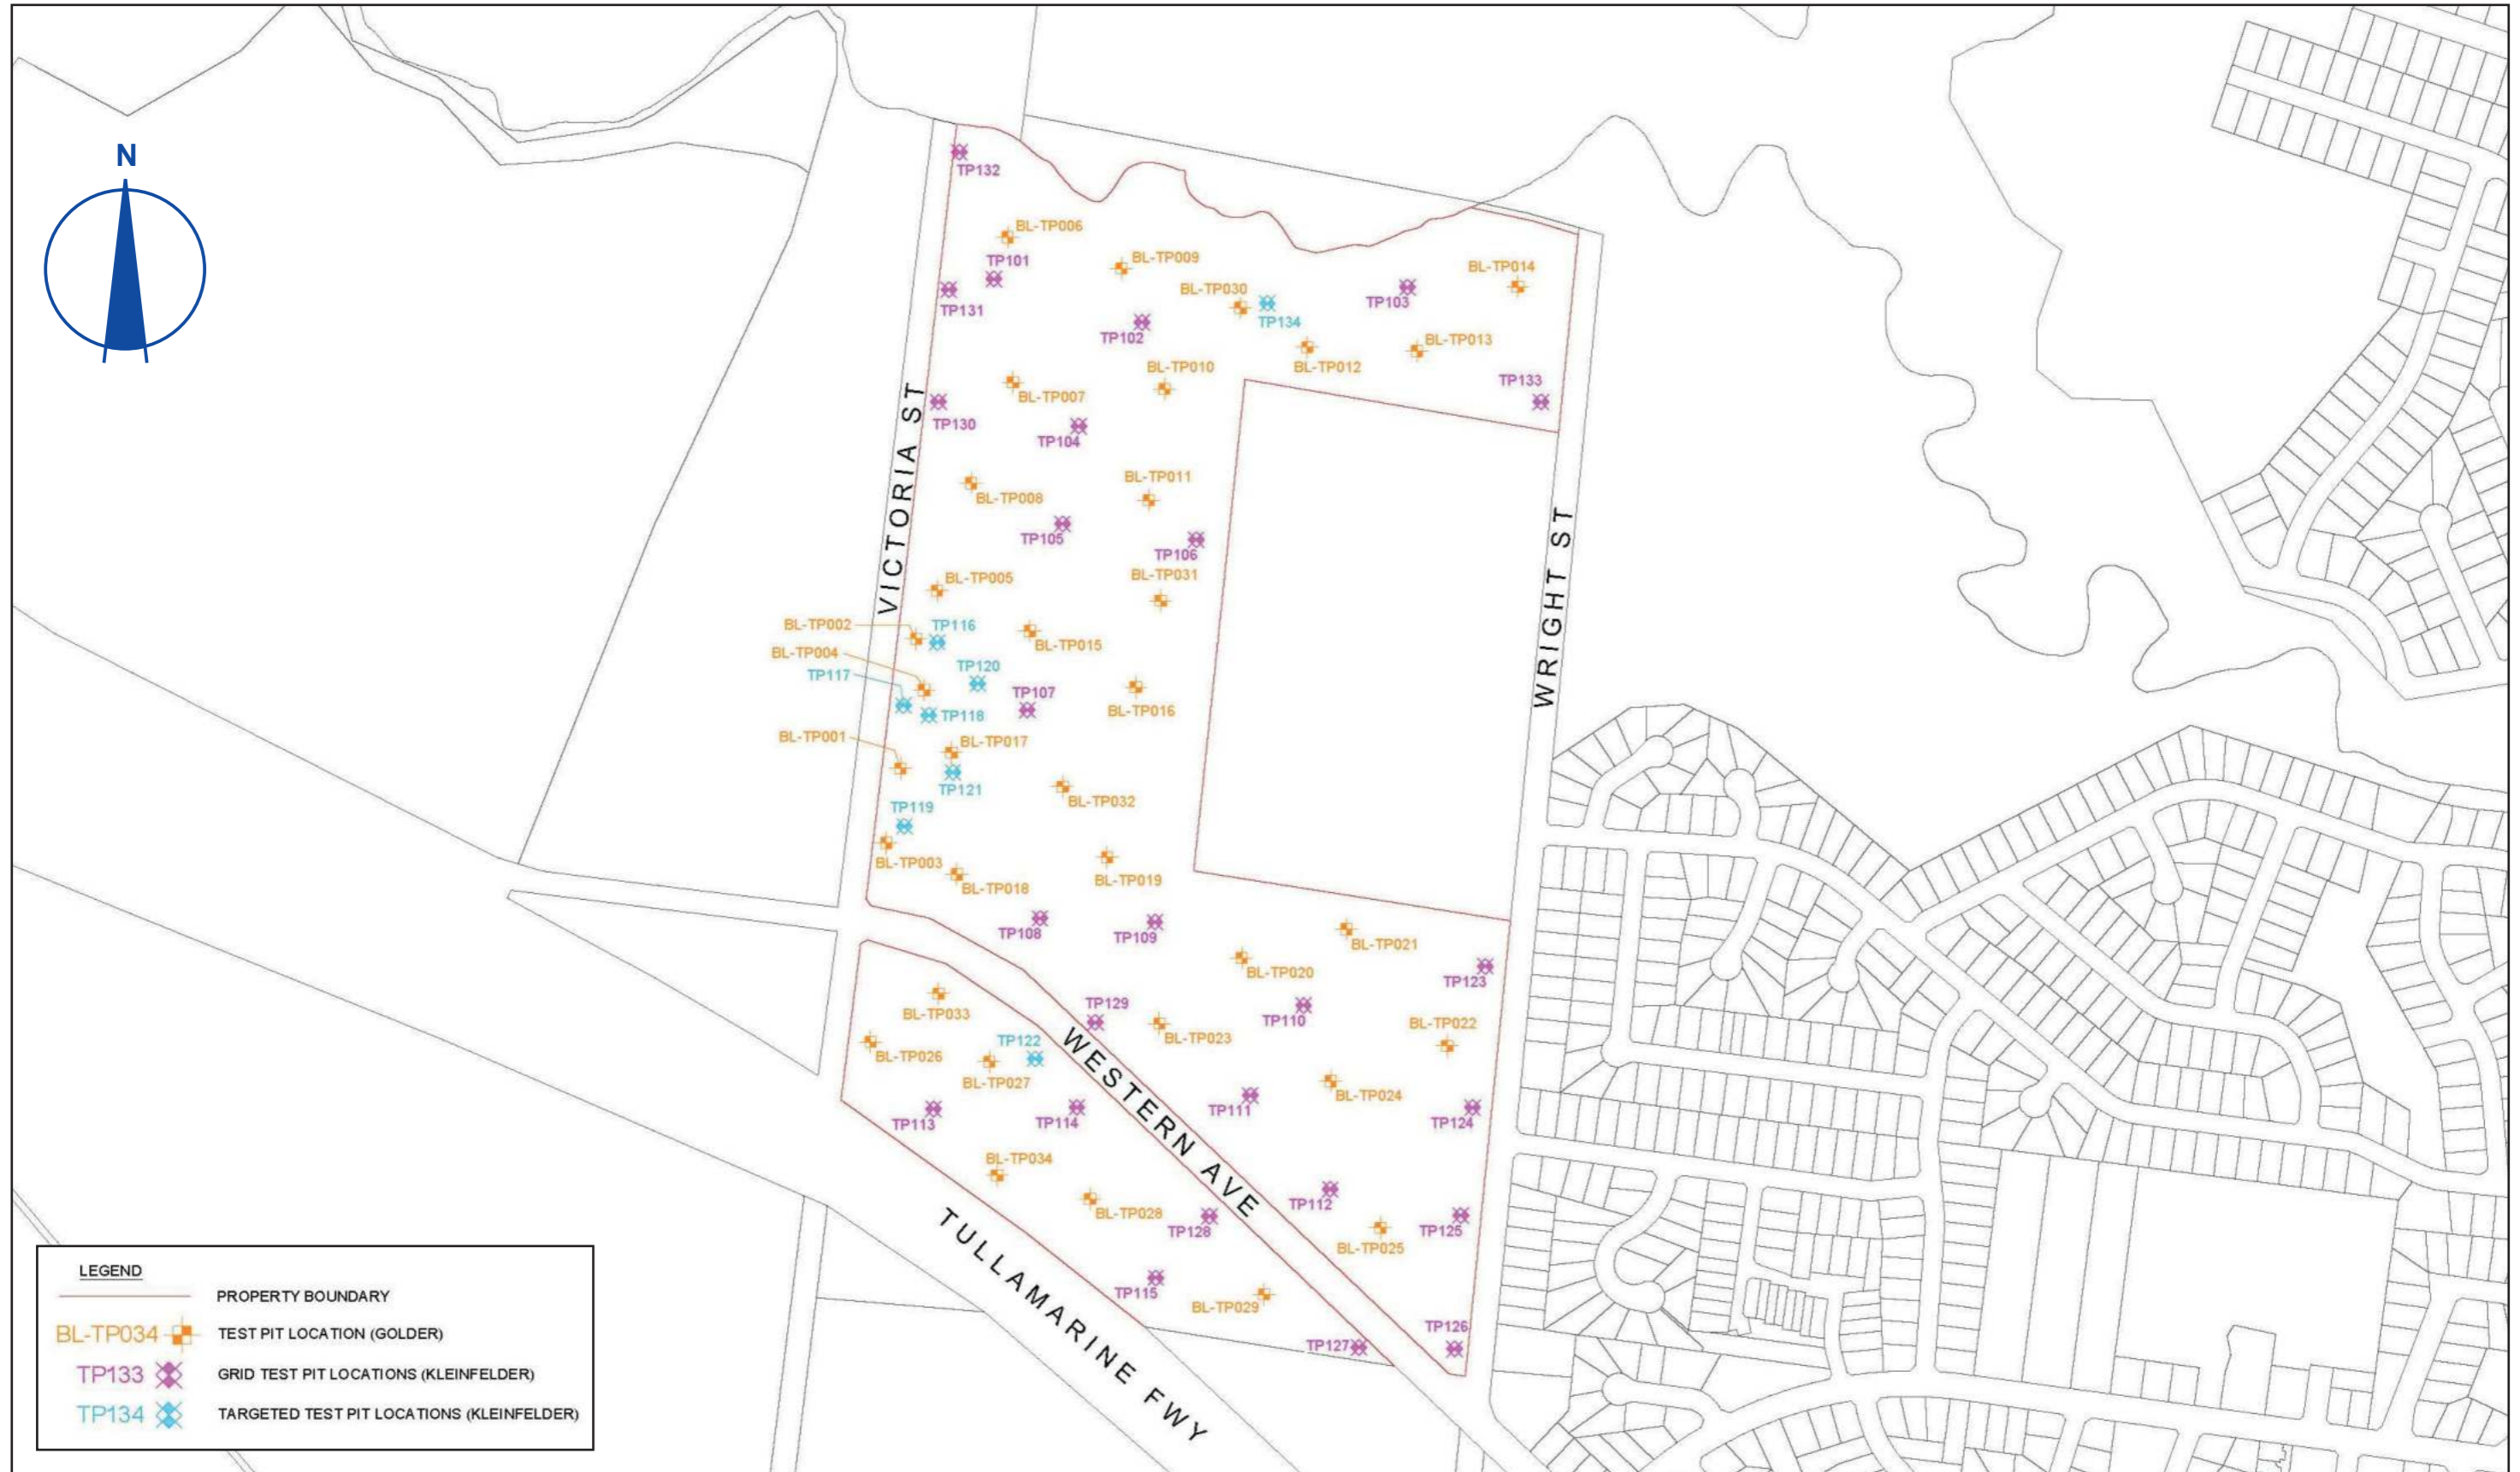 N
TP132
BL-TP006
TP101
BL-TP009
BL-TP014
TP131
BL-TP030
TP103
TP134
TP102
BL-TP013
BL-TP010
BL-TP012
BL-TP007
TP133
TP130
TP104
VICTORIA ST
BL-TP011
BL-TP008
TP105
TP106
BL-TP031
BL-TP005
WRIGHT ST
BL-TP002
TP116
BL-TP015
BL-TP004
TP120
TP117
TP107
TP118
BL-TP016
BL-TP001
BL-TP017
TP121
BL-TP032
TP119
BL-TP003
BL-TP018
BL-TP019
TP108
TP109
BL-TP021
BL-TP020
TP123
TP129
BL-TP033
TP110
BL-TP022
BL-TP023
TP122
BL-TP026
BL-TP027
WESTERN AVE
BL-TP024
TP111
TP113
TP114
TP124
BL-TP034
BL-TP028
TP112
TP128
TP125
BL-TP025
TULLAMARINE FWY
TP115
BL-TP029
TP126
TP127
LEGEND
PROPERTY BOUNDARY
BL-TP034 TEST PIT LOCATION (GOLDER)
TP133 GRID TEST PIT LOCATIONS (KLEINFELDER)
TP134 TARGETED TEST PIT LOCATIONS (KLEINFELDER)